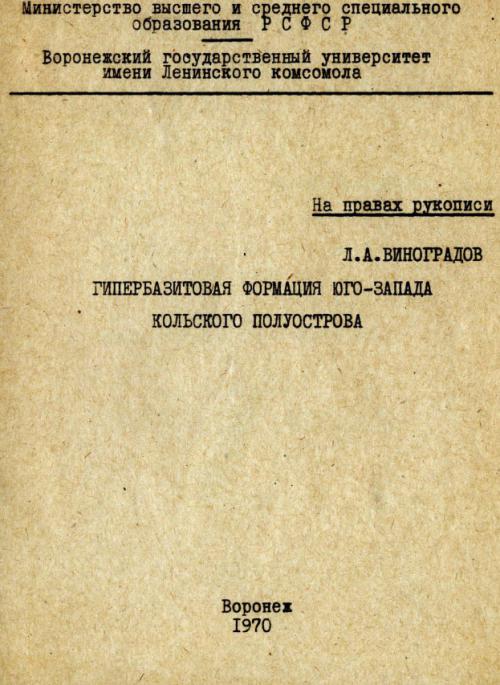 Министерство высшего и среднего специального
образования Р С Ф С Р
Воронежский государственный университет
имени Ленинского комсомола
На правах рукописи
Л.А.ВИНОГРАДОВ
ГИПЕРБАЗИТОВАЯ ФОРМАЦИЯ ЮГО-ЗАПАДА
КОЛЬСКОГО ПОЛУОСТРОВА
Воронеж
1970